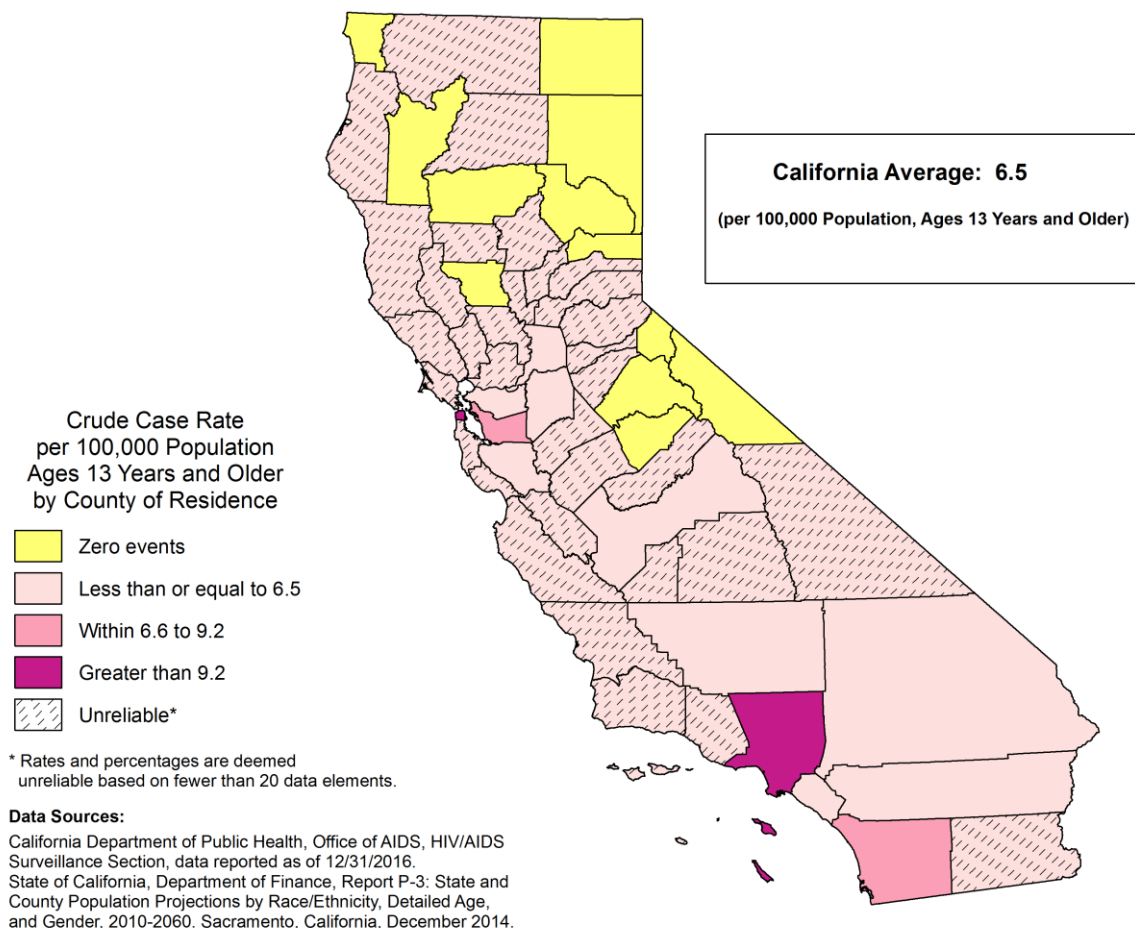 California Average: 6.5
(per 100,000 Population, Ages 13 Years and Older)
Crude Case Rate
per 100,000 Population
Ages 13 Years and Older
by County of Residence
Zero events
Less than or equal to 6.5
Within 6.6 to 9.2
Greater than 9.2
Unreliable*
* Rates and percentages are deemed
unreliable based on fewer than 20 data elements.
Data Sources:
California Department of Public Health, Office of AIDS, HIV/AIDS
Surveillance Section, data reported as of 12/31/2016.
State of California, Department of Finance, Report P-3: State and
County Population Projections by Race/Ethnicity, Detailed Age,
and Gender, 2010-2060. Sacramento, California, December 2014.